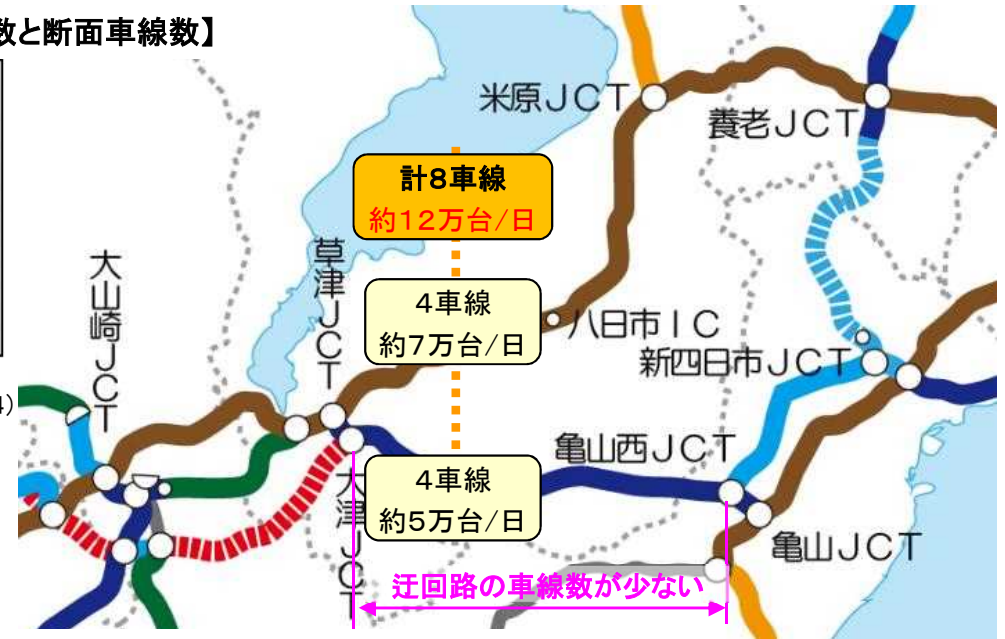 数と断面車線数】
米原JCT
養老JCT
計8車線
約12万台/日
草津JCT
大山崎JCT
4車線
約7万台/日
八日市IC
新四日市JCT
4)
亀山西JCT
4車線
約5万台/日
大津JCT
亀山JCT
迂回路の車線数が少ない